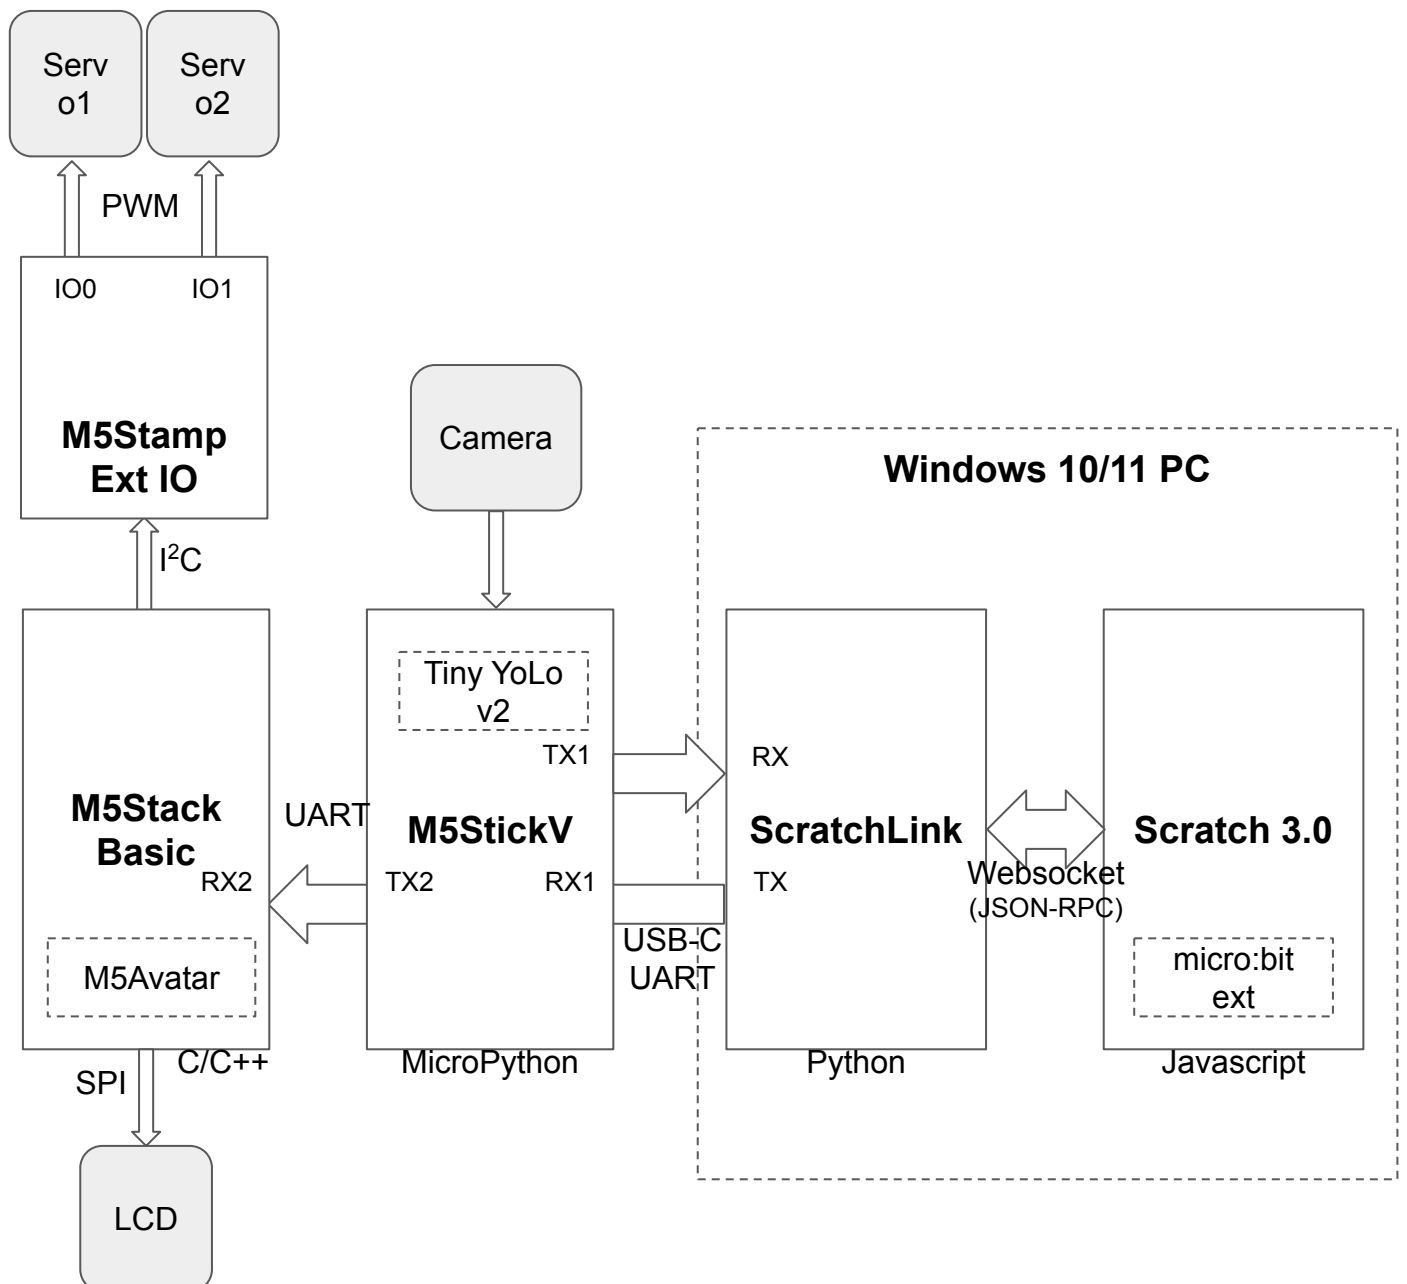 Serv
o1
Serv
o2
PWM
IO0
IO1
M5Stamp
Ext IO
I²C
Camera
Windows 10/11 PC
Tiny YoLo
v2
TX1
RX
M5Stack
Basic
UART
M5StickV
ScratchLink
Scratch 3.0
RX2
TX2
RX1
TX
Websocket
(JSON-RPC)
USB-C
UART
M5Avatar
micro:bit
ext
C/C++
MicroPython
Python
Javascript
SPI
LCD